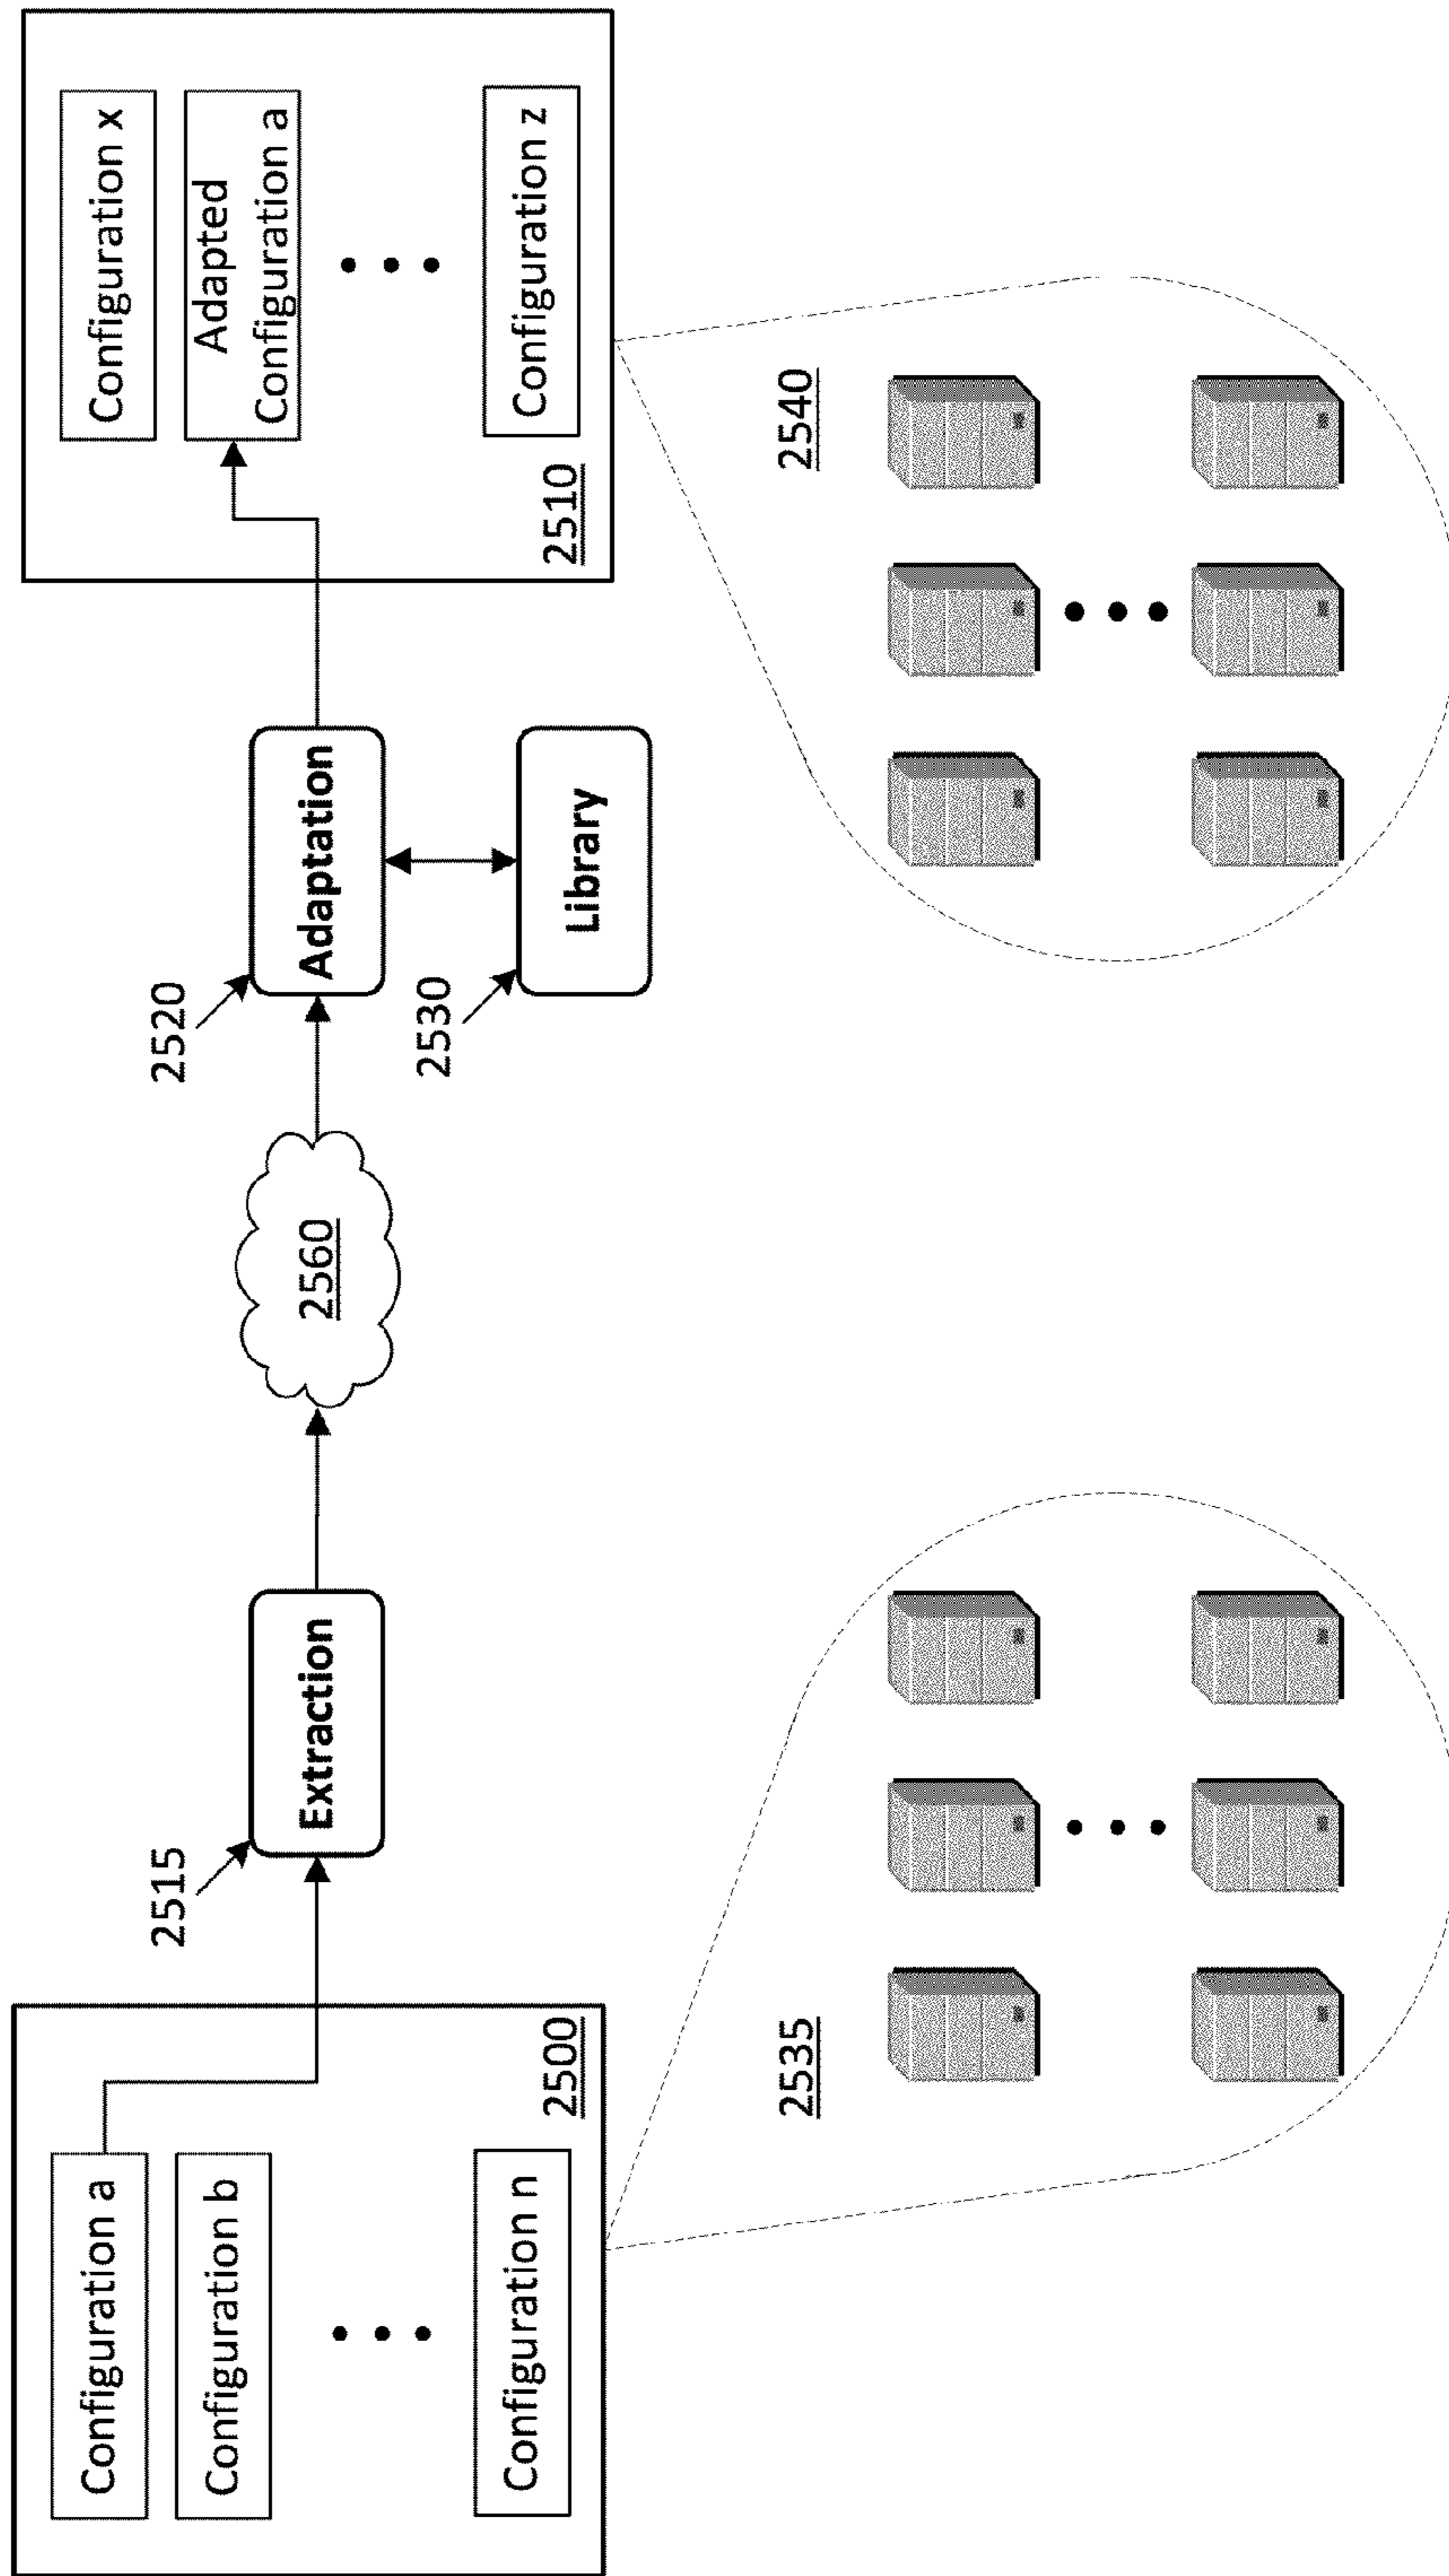 Configuration a
Configuration b
Configuration n
2500
2515
Extraction
2560
2520
Adaptation
2530
Library
Configuration x
Adapted
Configuration a
Configuration z
2510
2535
2540